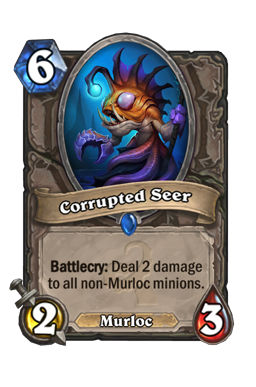 6
Corrupted Seer
Battlecry: Deal 2 damage
to all non-Murloc minions.
2
Murloc
3